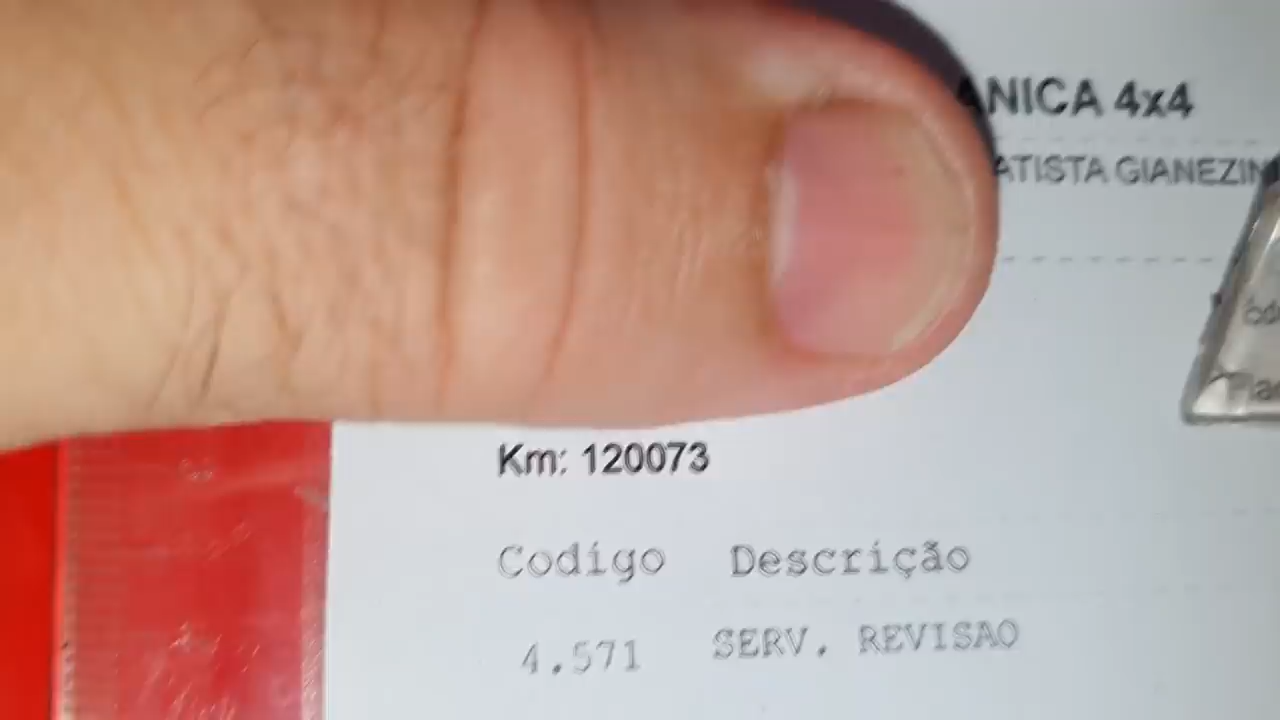 ANICA 4x4
ATISTA GIANEZIN
Km: 120073
Codigo Descrição
4.571 SERV. REVISAO